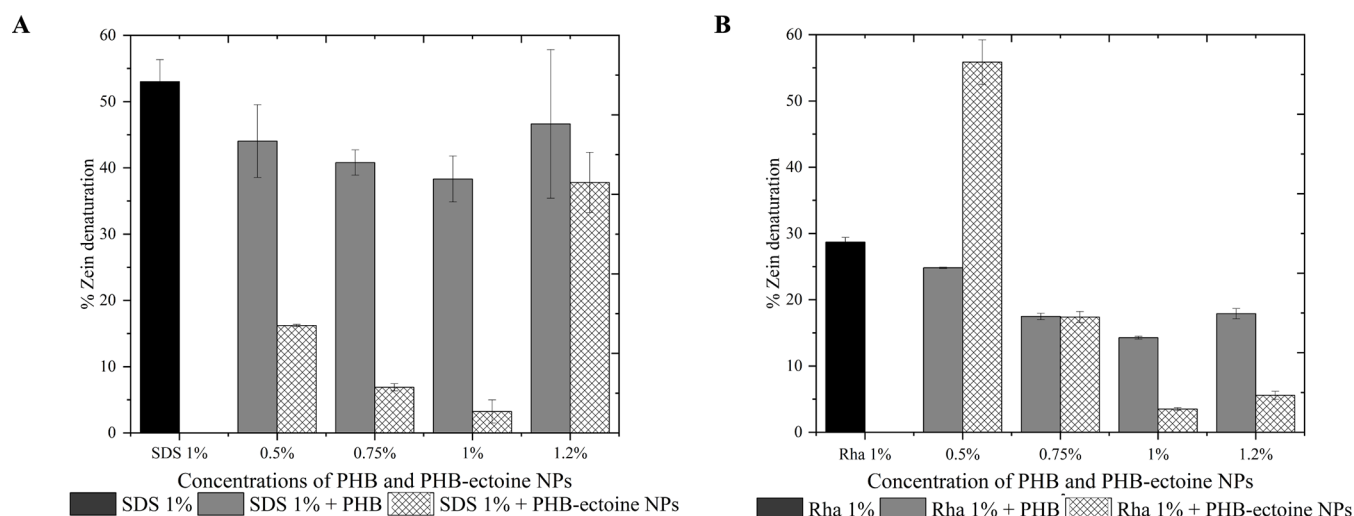 A
% Zein denaturation
60
50
40
30
20
10
0
SDS 1% 0.5% 0.75% 1% 1.2%
Concentrations of PHB and PHB-ectoine NPs
SDS 1% SDS 1% + PHB SDS 1% + PHB-ectoine NPs
B
% Zein denaturation
60
50
40
30
20
10
0
Rha 1% 0.5% 0.75% 1% 1.2%
Concentration of PHB and PHB-ectoine NPs
Rha 1% Rha 1% + PHB Rha 1% + PHB-ectoine NPs